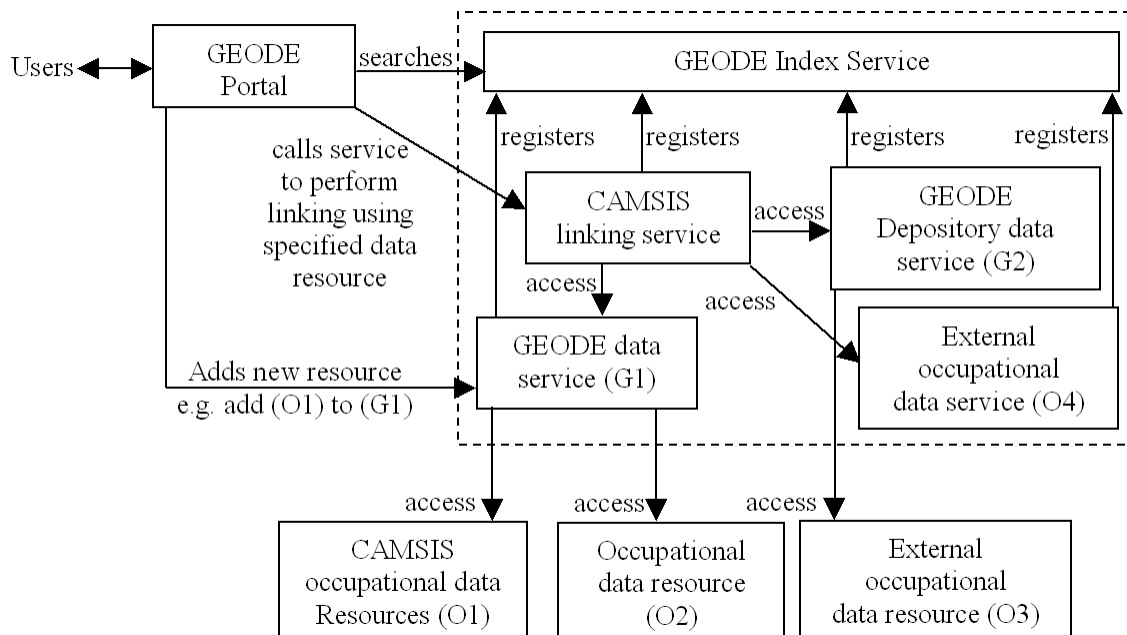 Users
GEODE
Portal
searches
GEODE Index Service
registers
registers
registers
registers
calls service
to perform
linking using
specified data
resource
CAMSIS
linking service
access
GEODE
Depository data
service (G2)
access
access
GEODE data
service (G1)
External
occupational
data service (O4)
Adds new resource
e.g. add (O1) to (G1)
access
access
access
CAMSIS
occupational data
Resources (O1)
Occupational
data resource
(O2)
External
occupational
data resource (O3)